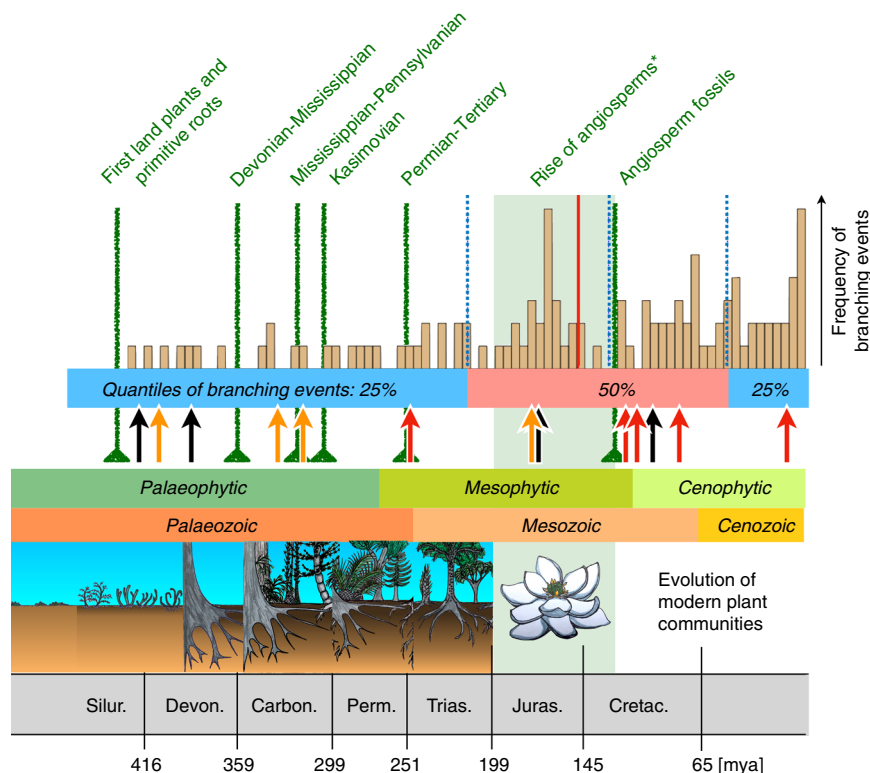 First land plants and
primitive roots
Devonian-Mississippian
Mississippian-Pennsylvanian
Kasimovian
Permian-Tertiary
Rise of angiosperms*
Angiosperm fossils
Frequency of
branching events
Quantiles of branching events: 25%
50%
25%
Palaeophytic
Mesophytic
Cenophytic
Palaeozoic
Mesozoic
Cenozoic
Evolution of
modern plant
communities
Silur.
Devon.
Carbon.
Perm.
Trias.
Juras.
Cretac.
416
359
299
251
199
145
65 [mya]